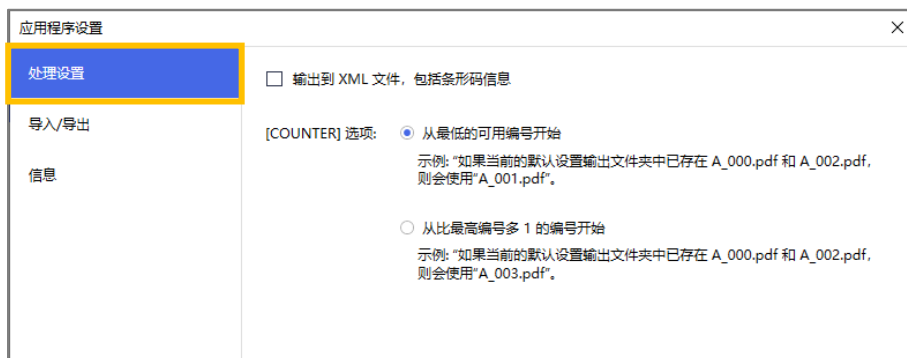 应用程序设置
处理设置
输出到 XML 文件，包括条形码信息
导入/导出
[COUNTER] 选项:
从最低的可用编号开始
示例: “如果当前的默认设置输出文件夹中已存在 A_000.pdf 和 A_002.pdf，
则会使用“A_001.pdf”。
信息
从比最高编号多 1 的编号开始
示例: “如果当前的默认设置输出文件夹中已存在 A_000.pdf 和 A_002.pdf，
则会使用“A_003.pdf”。